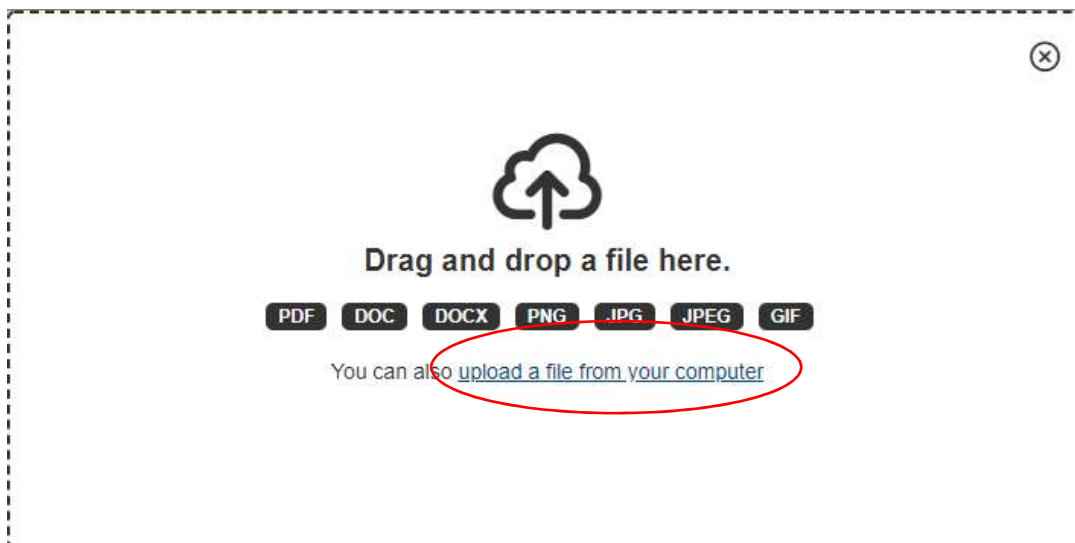 Drag and drop a file here.
PDF DOC DOCX PNG JPG JPEG GIF
You can also upload a file from your computer